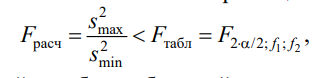 F_расч = s²_max / s²_min < F_табл = F_{2·α/2; f₁; f₂},